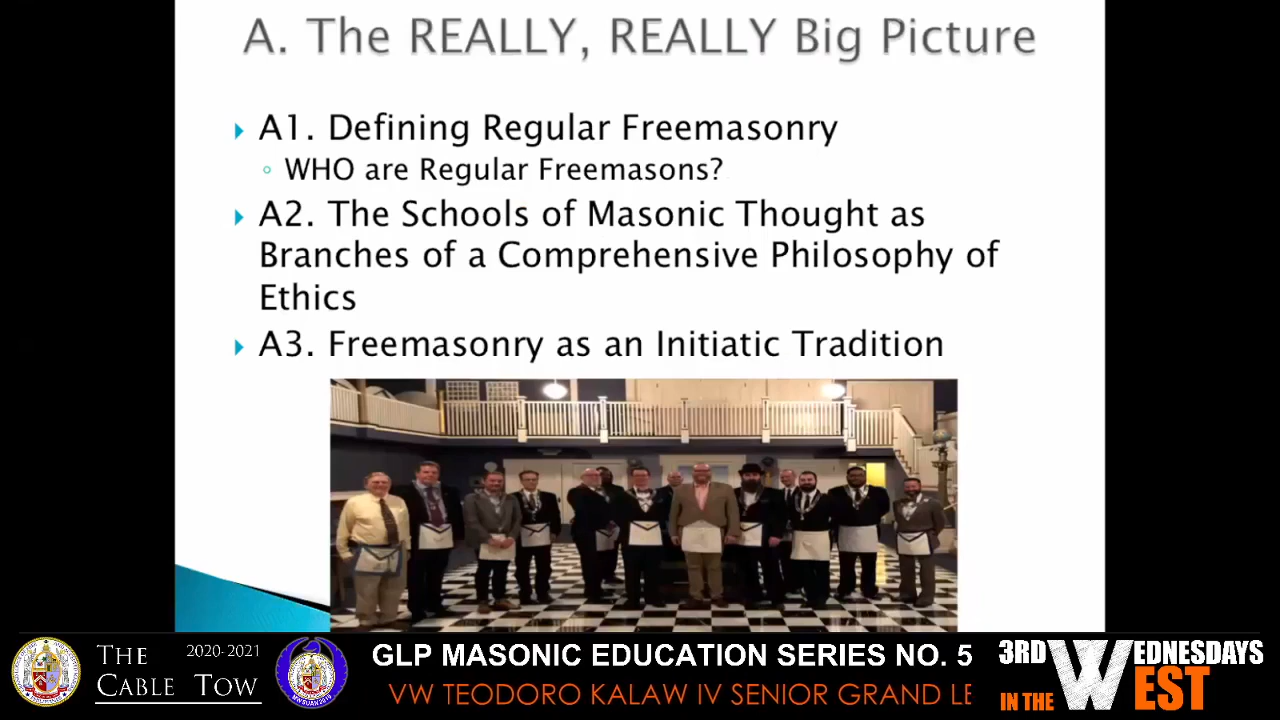 A. The REALLY, REALLY Big Picture
A1. Defining Regular Freemasonry
WHO are Regular Freemasons?
A2. The Schools of Masonic Thought as
Branches of a Comprehensive Philosophy of
Ethics
A3. Freemasonry as an Initiatic Tradition
THE
CABLE TOW
2020-2021
GLP MASONIC EDUCATION SERIES NO. 5
VW TEODORO KALAW IV SENIOR GRAND LE
3RD WEDNESDAYS
IN THE WEST